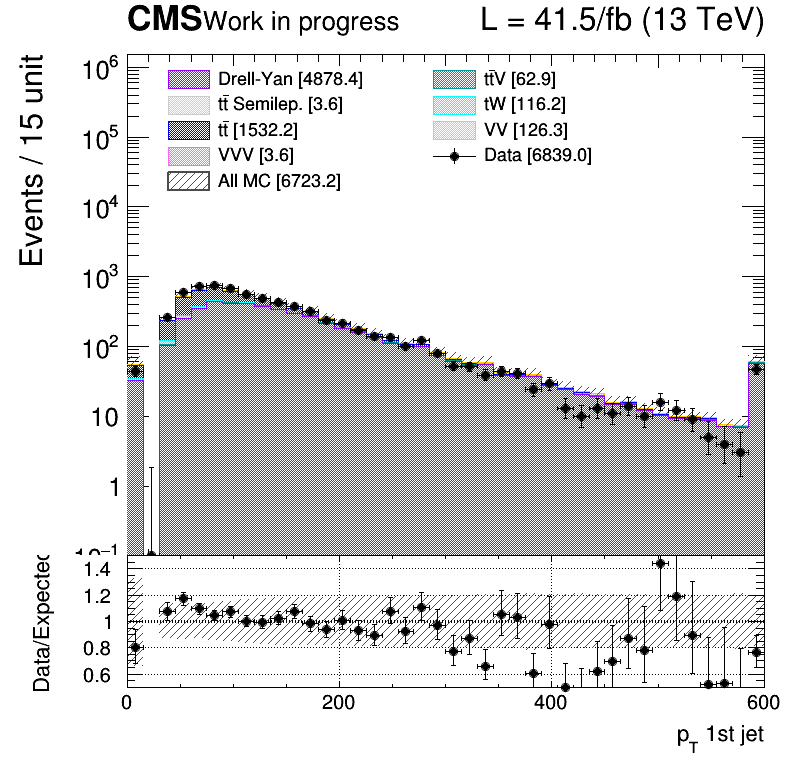 CMS Work in progress L = 41.5/fb (13 TeV)
Events / 15 unit
10⁶
10⁵
10⁴
10³
10²
10
1
10⁻¹
Drell-Yan [4878.4]
tt̄ Semilep. [3.6]
tt̄ [1532.2]
VVV [3.6]
All MC [6723.2]
tt̄V [62.9]
tW [116.2]
VV [126.3]
Data [6839.0]
Data/Expected
1.4
1.2
1
0.8
0.6
0 200 400 600
p_T 1st jet